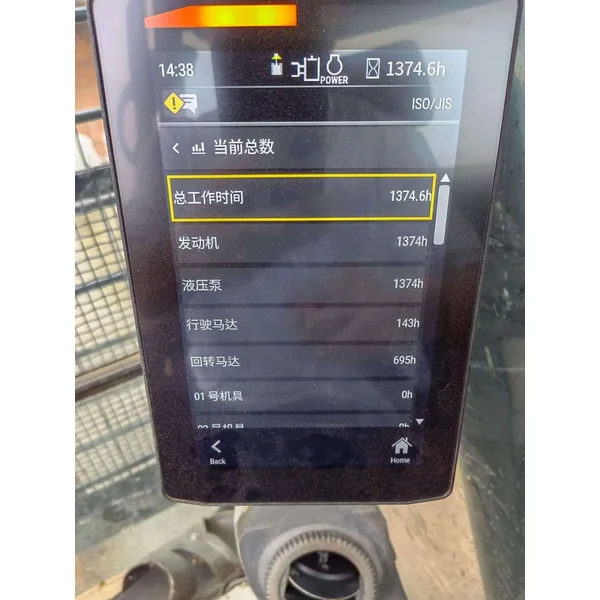 14:38 POWER 1374.6h
ISO/JIS
当前总数
总工作时间 1374.6h
发动机 1374h
液压泵 1374h
行驶马达 143h
回转马达 695h
01 号机具 0h
Back Home